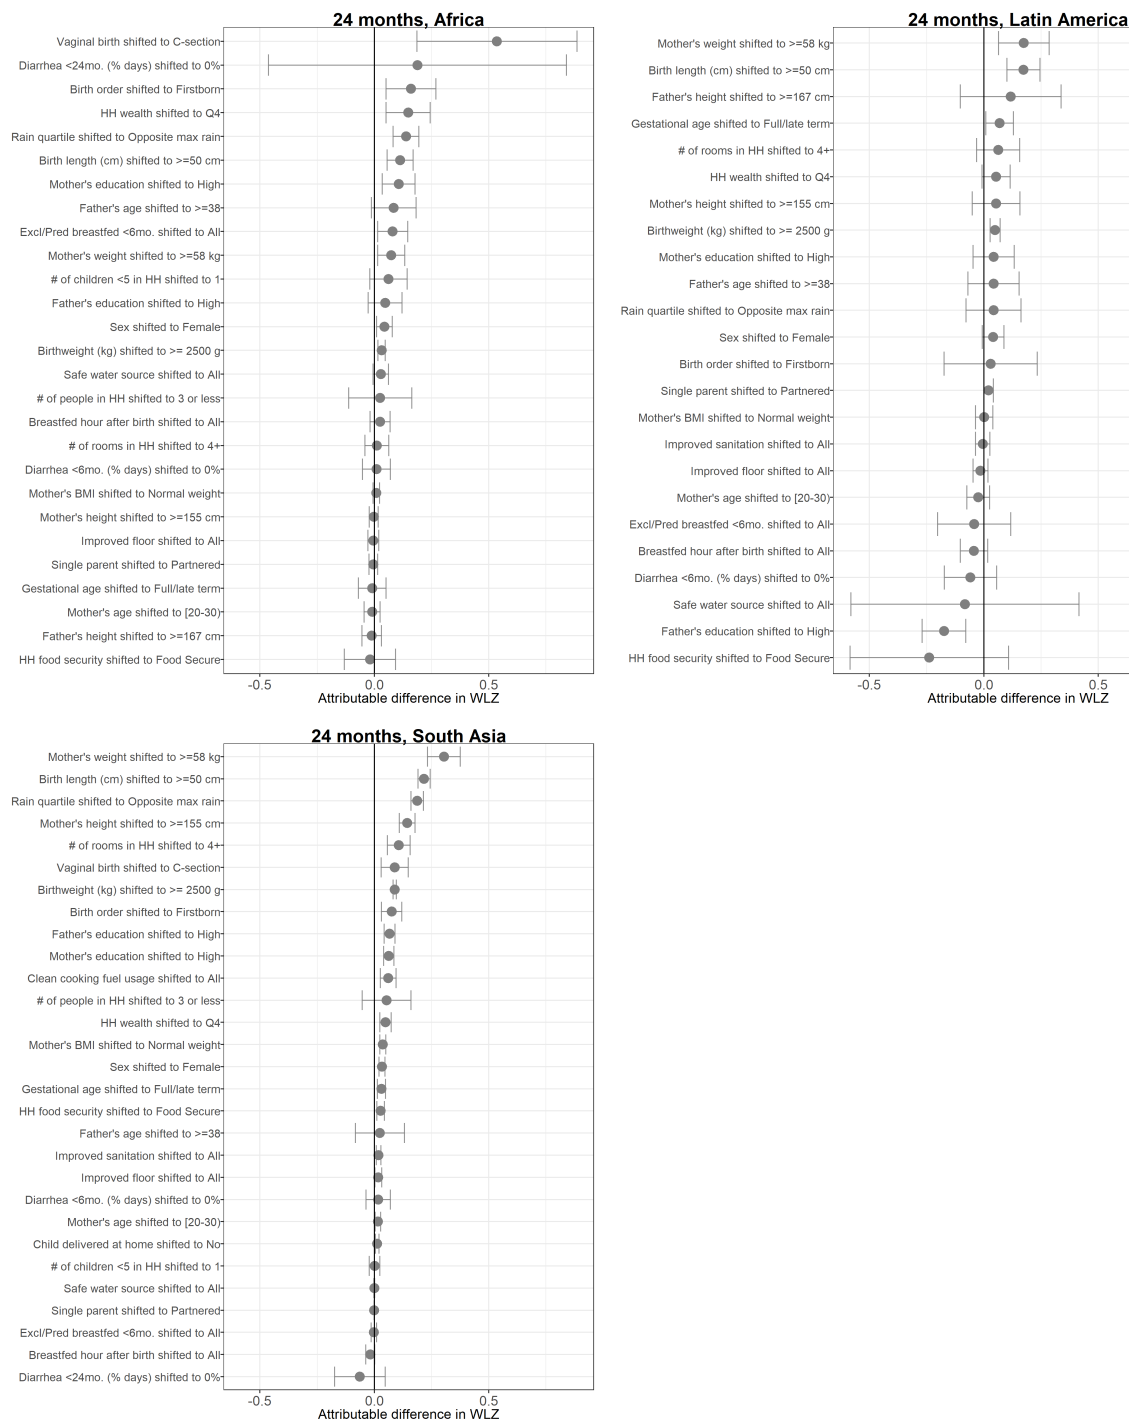 24 months, Africa
Vaginal birth shifted to C-section
Diarrhea <24mo. (% days) shifted to 0%
Birth order shifted to Firstborn
HH wealth shifted to Q4
Rain quartile shifted to Opposite max rain
Birth length (cm) shifted to >=50 cm
Mother's education shifted to High
Father's age shifted to >=38
Excl/Pred breastfed <6mo. shifted to All
Mother's weight shifted to >=58 kg
# of children <5 in HH shifted to 1
Father's education shifted to High
Sex shifted to Female
Birthweight (kg) shifted to >= 2500 g
Safe water source shifted to All
# of people in HH shifted to 3 or less
Breastfed hour after birth shifted to All
# of rooms in HH shifted to 4+
Diarrhea <6mo. (% days) shifted to 0%
Mother's BMI shifted to Normal weight
Mother's height shifted to >=155 cm
Improved floor shifted to All
Single parent shifted to Partnered
Gestational age shifted to Full/late term
Mother's age shifted to [20-30)
Father's height shifted to >=167 cm
HH food security shifted to Food Secure
-0.5 0.0 0.5
Attributable difference in WLZ
24 months, Latin America
Mother's weight shifted to >=58 kg
Birth length (cm) shifted to >=50 cm
Father's height shifted to >=167 cm
Gestational age shifted to Full/late term
# of rooms in HH shifted to 4+
HH wealth shifted to Q4
Mother's height shifted to >=155 cm
Birthweight (kg) shifted to >= 2500 g
Mother's education shifted to High
Father's age shifted to >=38
Rain quartile shifted to Opposite max rain
Sex shifted to Female
Birth order shifted to Firstborn
Single parent shifted to Partnered
Mother's BMI shifted to Normal weight
Improved sanitation shifted to All
Improved floor shifted to All
Mother's age shifted to [20-30)
Excl/Pred breastfed <6mo. shifted to All
Breastfed hour after birth shifted to All
Diarrhea <6mo. (% days) shifted to 0%
Safe water source shifted to All
Father's education shifted to High
HH food security shifted to Food Secure
-0.5 0.0 0.5
Attributable difference in WLZ
24 months, South Asia
Mother's weight shifted to >=58 kg
Birth length (cm) shifted to >=50 cm
Rain quartile shifted to Opposite max rain
Mother's height shifted to >=155 cm
# of rooms in HH shifted to 4+
Vaginal birth shifted to C-section
Birthweight (kg) shifted to >= 2500 g
Birth order shifted to Firstborn
Father's education shifted to High
Mother's education shifted to High
Clean cooking fuel usage shifted to All
# of people in HH shifted to 3 or less
HH wealth shifted to Q4
Mother's BMI shifted to Normal weight
Sex shifted to Female
Gestational age shifted to Full/late term
HH food security shifted to Food Secure
Father's age shifted to >=38
Improved sanitation shifted to All
Improved floor shifted to All
Diarrhea <6mo. (% days) shifted to 0%
Mother's age shifted to [20-30)
Child delivered at home shifted to No
# of children <5 in HH shifted to 1
Safe water source shifted to All
Single parent shifted to Partnered
Excl/Pred breastfed <6mo. shifted to All
Breastfed hour after birth shifted to All
Diarrhea <24mo. (% days) shifted to 0%
-0.5 0.0 0.5
Attributable difference in WLZ